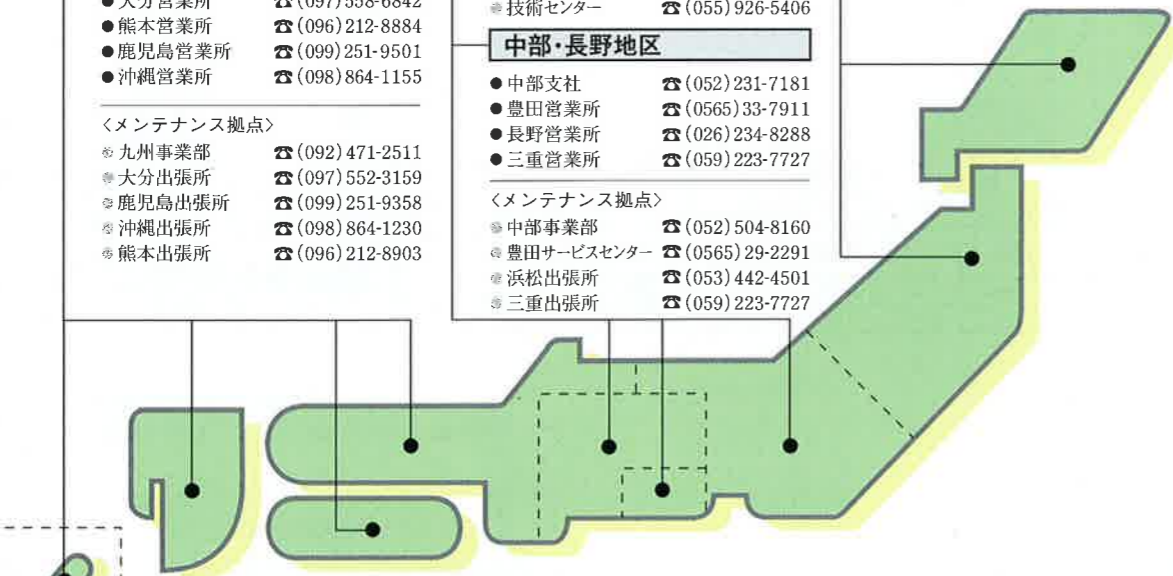 ●大分営業所 ☎(097)558-6842
●熊本営業所 ☎(096)212-8884
●鹿児島営業所 ☎(099)251-9501
●沖縄営業所 ☎(098)864-1155
〈メンテナンス拠点〉
九州事業部 ☎(092)471-2511
大分出張所 ☎(097)552-3159
鹿児島出張所 ☎(099)251-9358
沖縄出張所 ☎(098)864-1230
熊本出張所 ☎(096)212-8903
技術センター ☎(055)926-5406
中部・長野地区
●中部支社 ☎(052)231-7181
●豊田営業所 ☎(0565)33-7911
●長野営業所 ☎(026)234-8288
●三重営業所 ☎(059)223-7727
〈メンテナンス拠点〉
中部事業部 ☎(052)504-8160
豊田サービスセンター ☎(0565)29-2291
浜松出張所 ☎(053)442-4501
三重出張所 ☎(059)223-7727